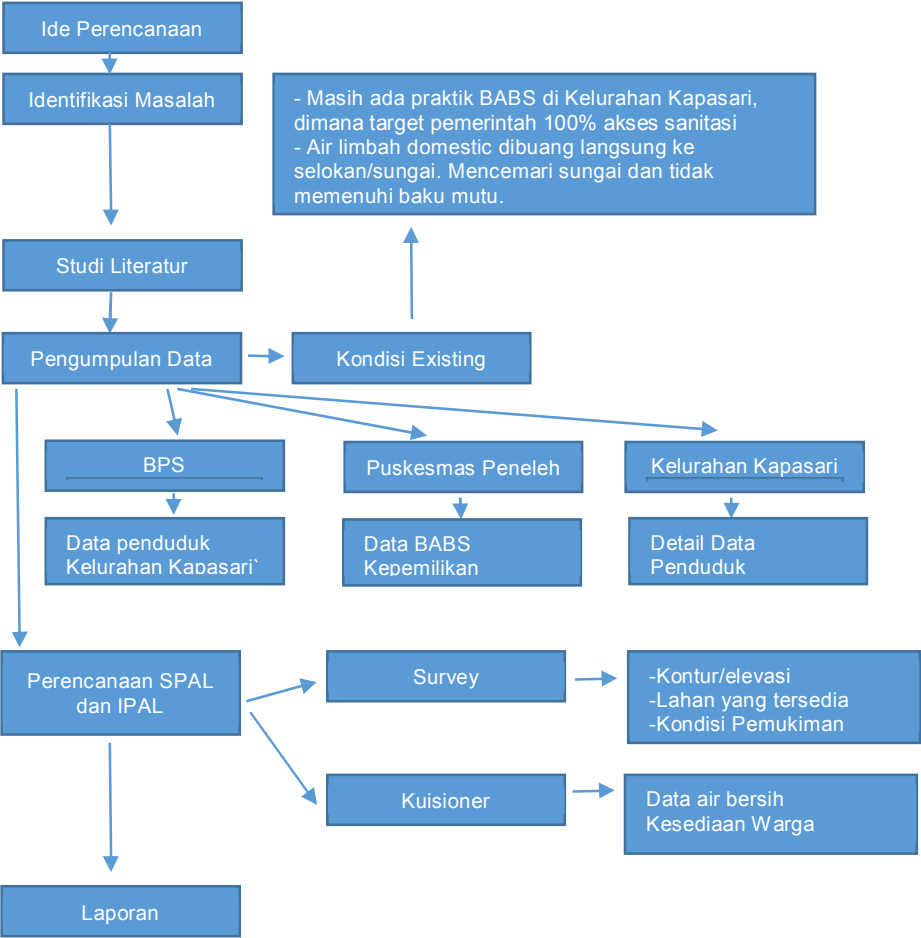 Ide Perencanaan
Identifikasi Masalah
- Masih ada praktik BABS di Kelurahan Kapasari,
dimana target pemerintah 100% akses sanitasi
- Air limbah domestic dibuang langsung ke
selokan/sungai. Mencemari sungai dan tidak
memenuhi baku mutu.
Studi Literatur
Pengumpulan Data
Kondisi Existing
BPS
Puskesmas Peneleh
Kelurahan Kapasari
Data penduduk
Kelurahan Kapasari`
Data BABS
Kepemilikan
Detail Data
Penduduk
Perencanaan SPAL
dan IPAL
Survey
-Kontur/elevasi
-Lahan yang tersedia
-Kondisi Pemukiman
Kuisioner
Data air bersih
Kesediaan Warga
Laporan